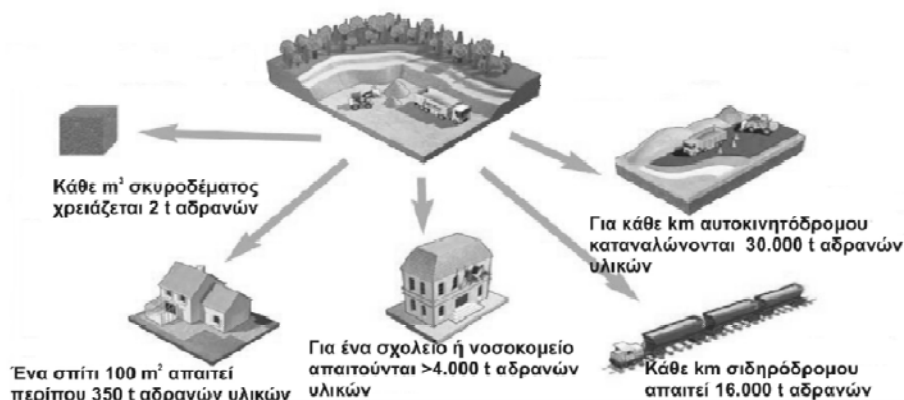 Κάθε m³ σκυροδέματος
χρειάζεται 2 t αδρανών
Για κάθε km αυτοκινητόδρομου
καταναλώνονται 30.000 t αδρανών
υλικών
Ένα σπίτι 100 m² απαιτεί
περίπου 350 t αδρανών υλικών
Για ένα σχολείο ή νοσοκομείο
απαιτούνται >4.000 t αδρανών
υλικών
Κάθε km σιδηρόδρομου
απαιτεί 16.000 t αδρανών